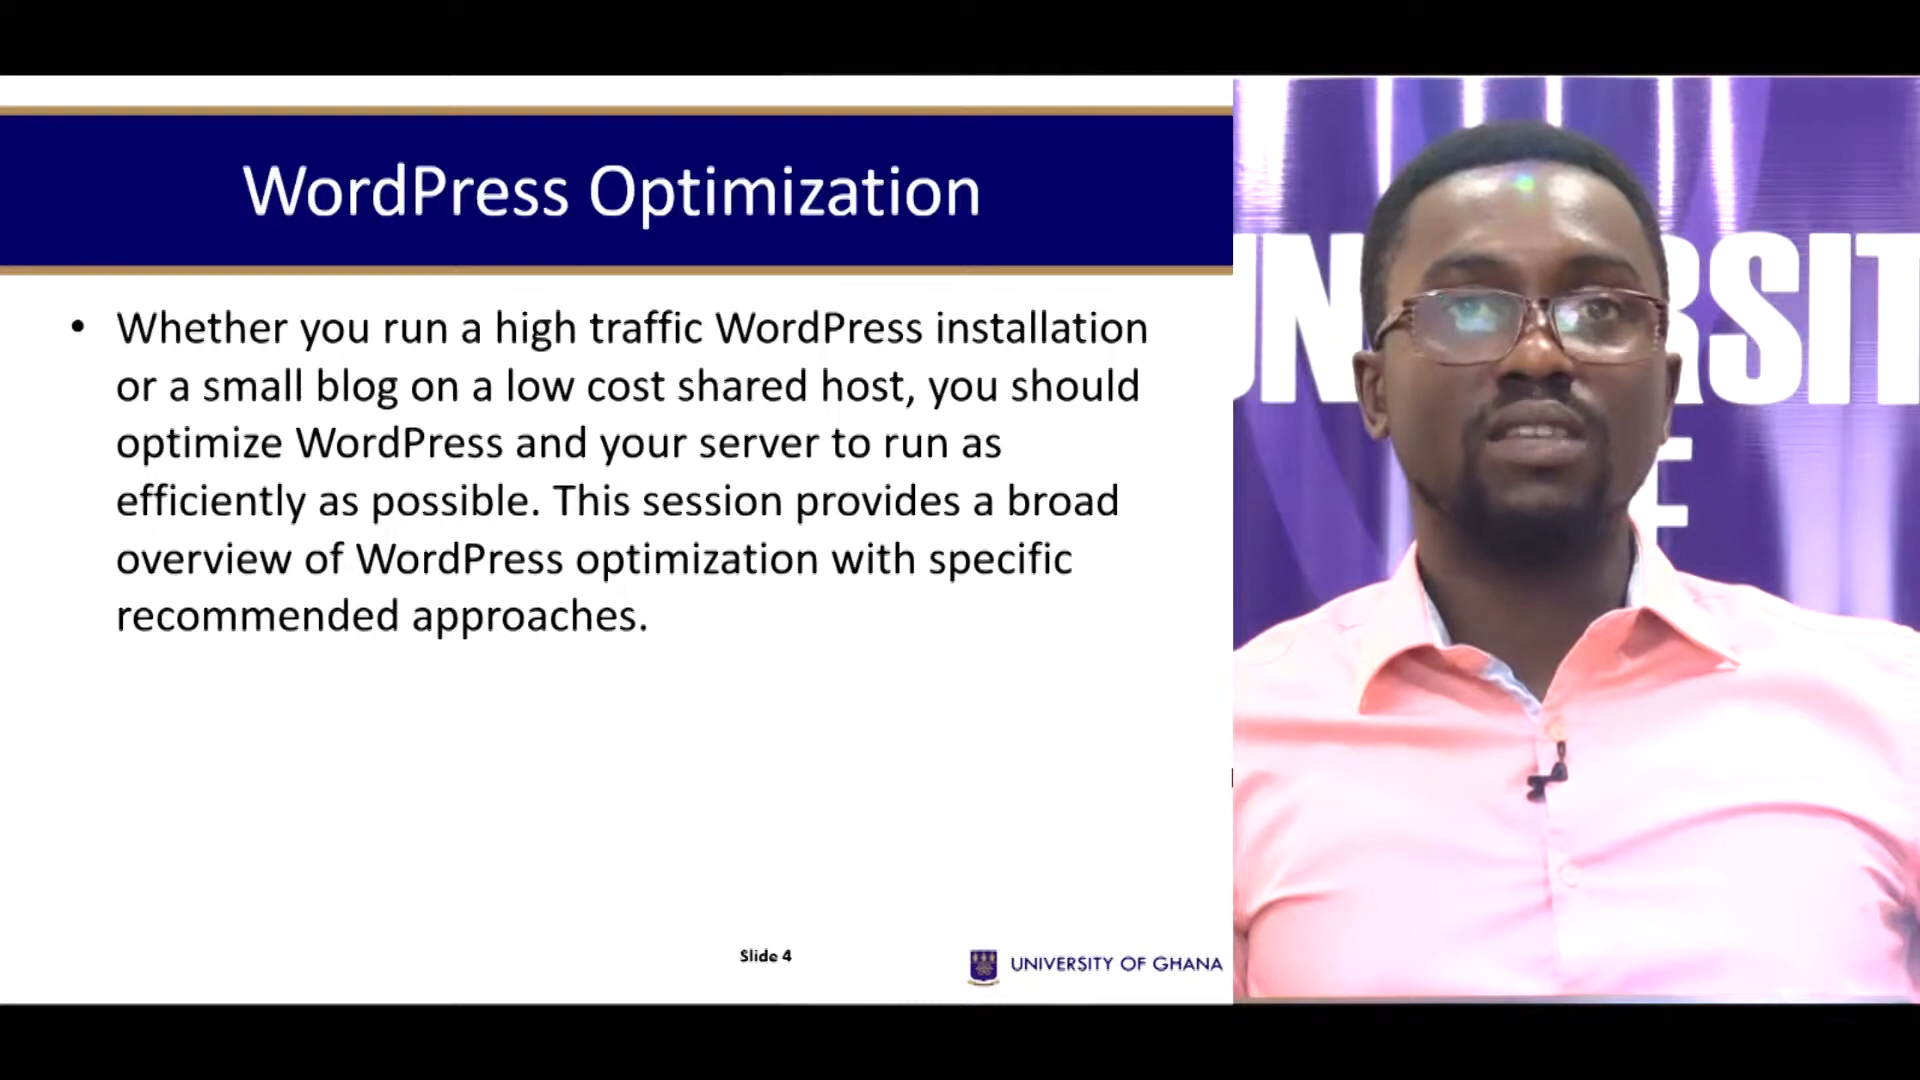 WordPress Optimization
• Whether you run a high traffic WordPress installation
or a small blog on a low cost shared host, you should
optimize WordPress and your server to run as
efficiently as possible. This session provides a broad
overview of WordPress optimization with specific
recommended approaches.
Slide 4
UNIVERSITY OF GHANA
UN RSIT
F